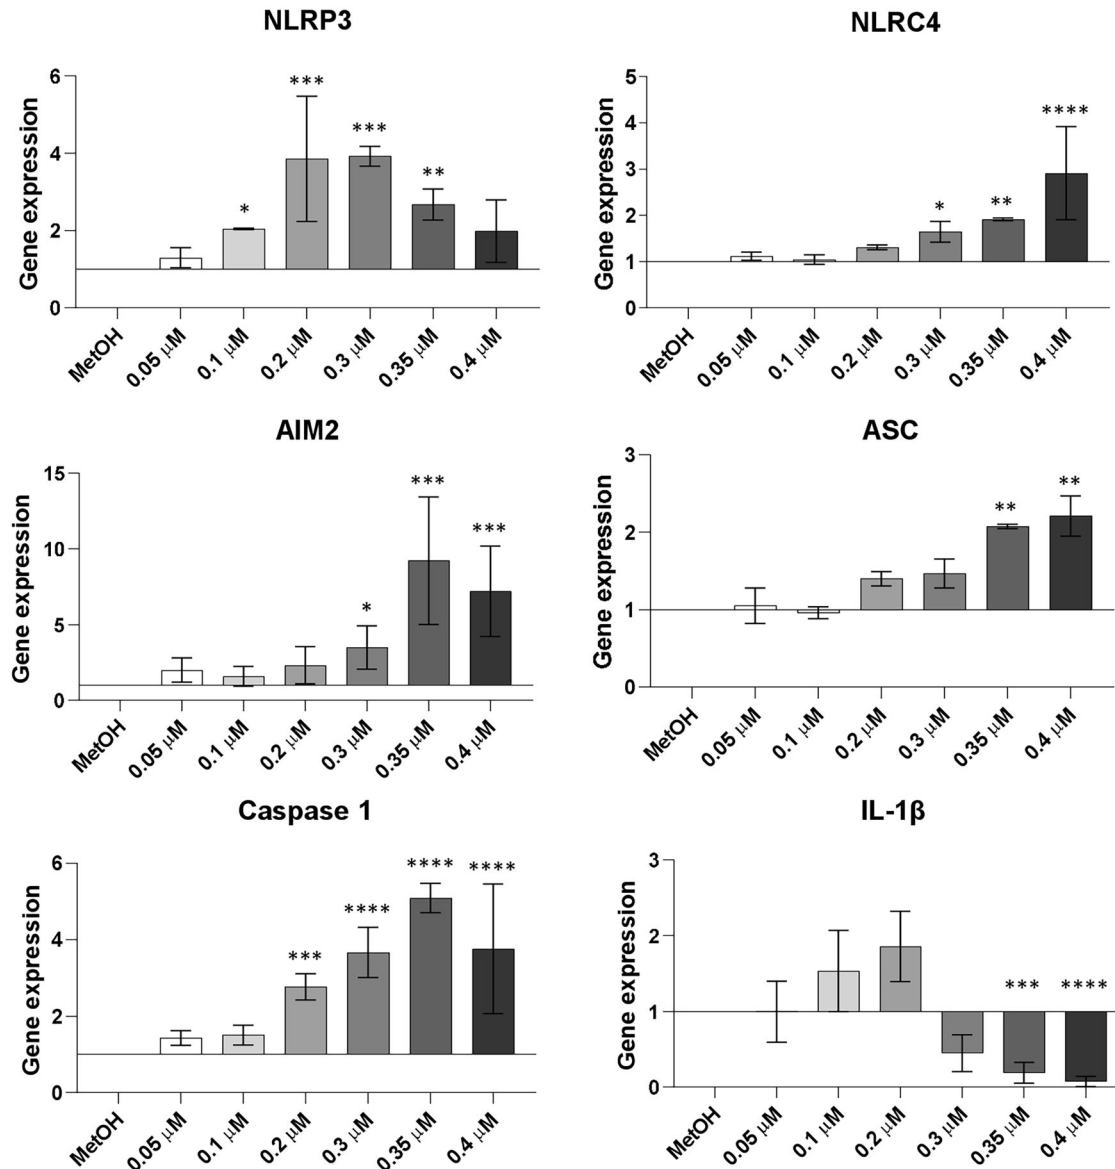 NLRP3
Gene expression
6
4
2
0
*
***
***
**
MetOH
0.05 μM
0.1 μM
0.2 μM
0.3 μM
0.35 μM
0.4 μM
NLRC4
Gene expression
5
4
3
2
1
0
*
**
****
MetOH
0.05 μM
0.1 μM
0.2 μM
0.3 μM
0.35 μM
0.4 μM
AIM2
Gene expression
15
10
5
0
*
***
***
MetOH
0.05 μM
0.1 μM
0.2 μM
0.3 μM
0.35 μM
0.4 μM
ASC
Gene expression
3
2
1
0
**
**
MetOH
0.05 μM
0.1 μM
0.2 μM
0.3 μM
0.35 μM
0.4 μM
Caspase 1
Gene expression
6
4
2
0
***
****
****
****
MetOH
0.05 μM
0.1 μM
0.2 μM
0.3 μM
0.35 μM
0.4 μM
IL-1β
Gene expression
3
2
1
0
***
****
MetOH
0.05 μM
0.1 μM
0.2 μM
0.3 μM
0.35 μM
0.4 μM